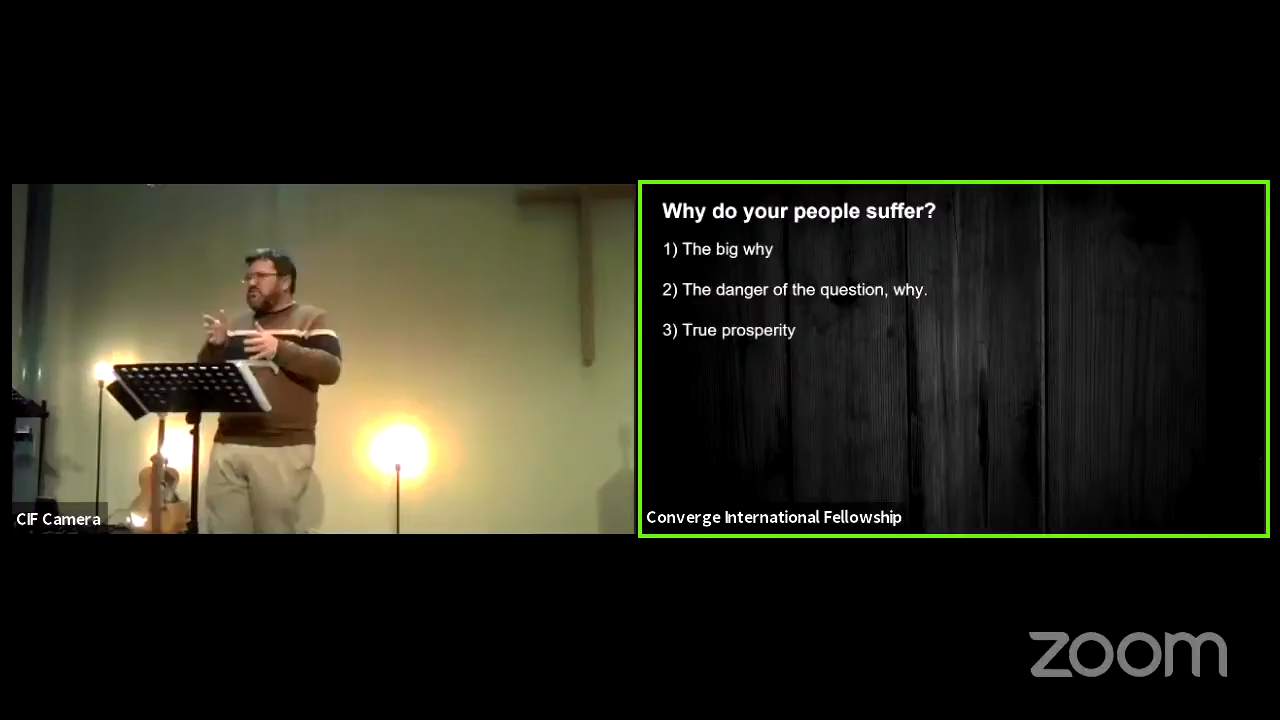 Why do your people suffer?
1) The big why
2) The danger of the question, why.
3) True prosperity
CIF Camera
Converge International Fellowship
zoom